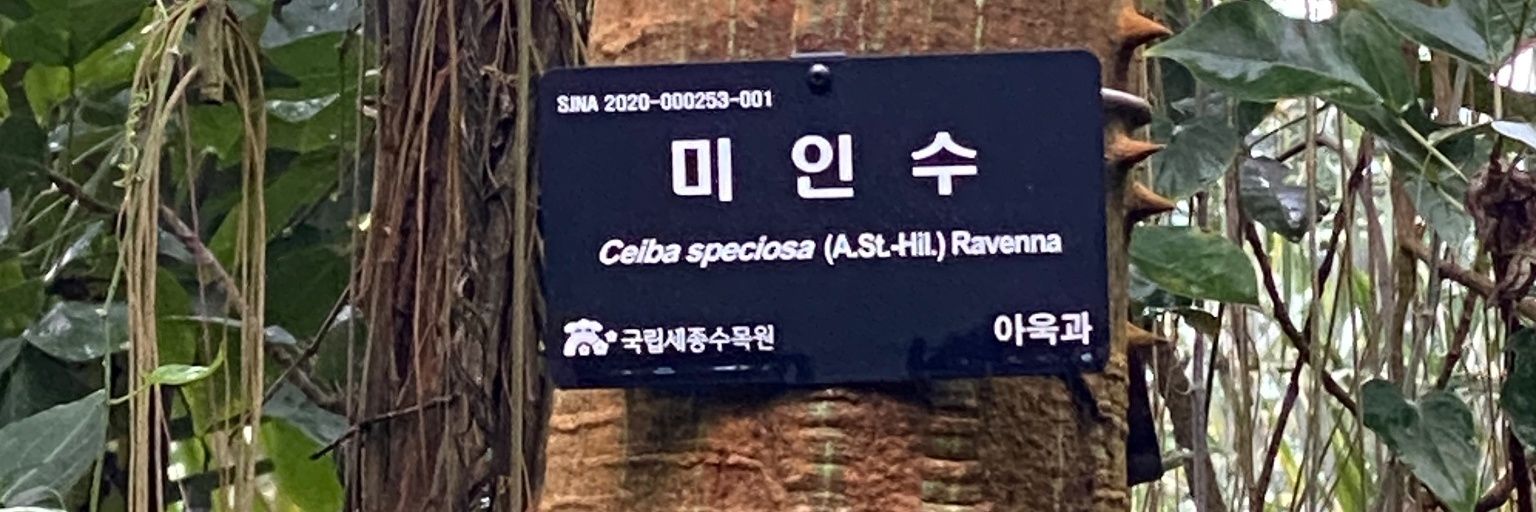 SJNA 2020-000253-001
미인수
Ceiba speciosa (A.St.-Hil.) Ravenna
국립세종수목원
아욱과